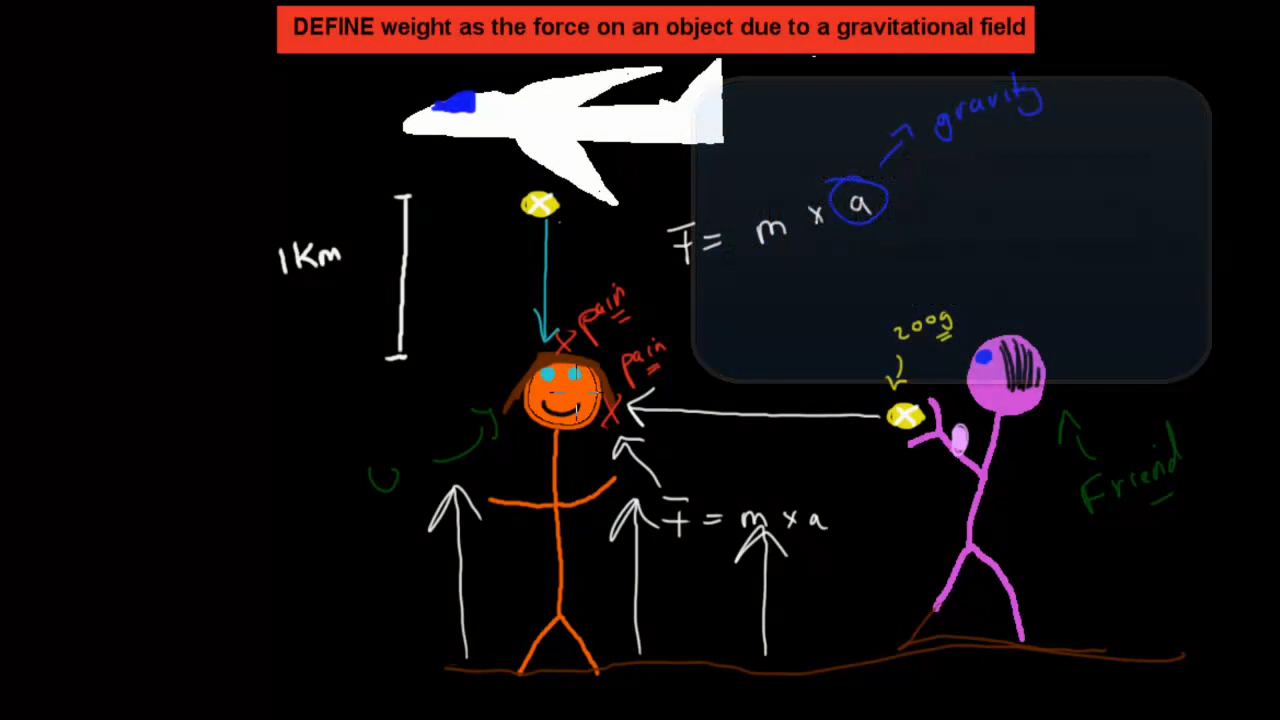 DEFINE weight as the force on an object due to a gravitational field
gravity
F = m x a
1Km
pain
200g
pain
U
Friend
F = m x a